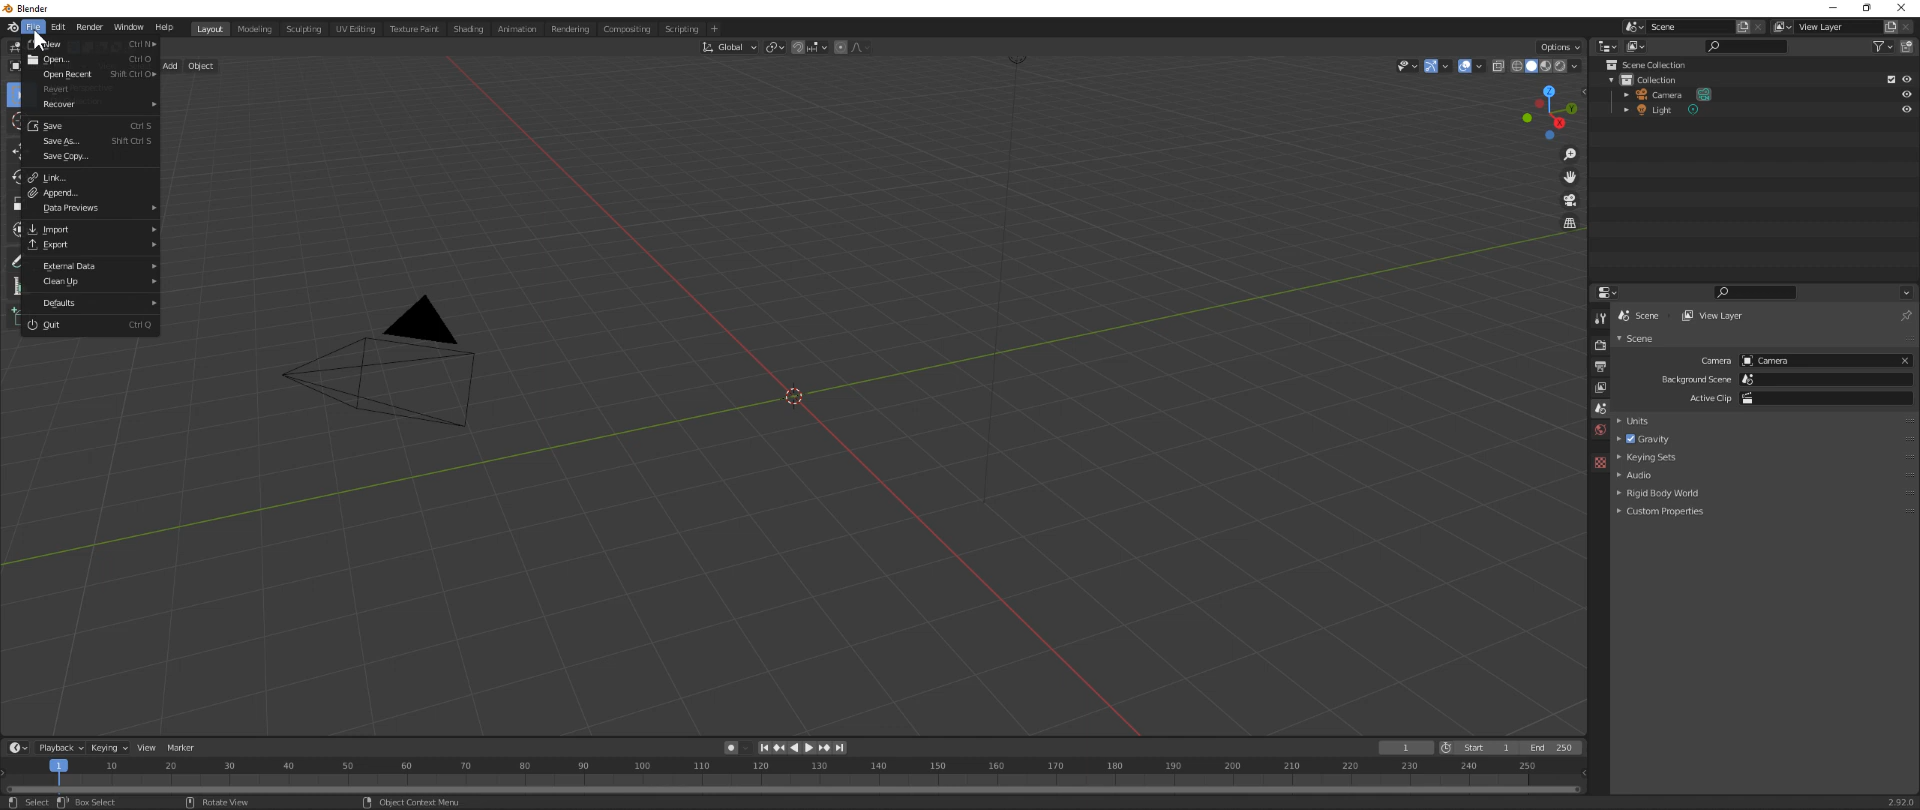 Blender
File Edit Render Window Help Layout Modeling Sculpting UV Editing Texture Paint Shading Animation Rendering Compositing Scripting + Scene View Layer
New Ctrl N
Open... Ctrl O
Open Recent Shift Ctrl O
Revert
Recover
Save Ctrl S
Save As... Shift Ctrl S
Save Copy...
Link...
Append...
Data Previews
Import
Export
External Data
Clean Up
Defaults
Quit Ctrl Q
Global Options
Add Object
Z
Y
X
Scene Collection
Collection
Camera
Light
Scene View Layer
Scene
Camera Camera
Background Scene
Active Clip
Units
Gravity
Keying Sets
Audio
Rigid Body World
Custom Properties
Playback Keying View Marker 1 Start 1 End 250
1 10 20 30 40 50 60 70 80 90 100 110 120 130 140 150 160 170 180 190 200 210 220 230 240 250
Select Box Select Rotate View Object Context Menu 2.92.0